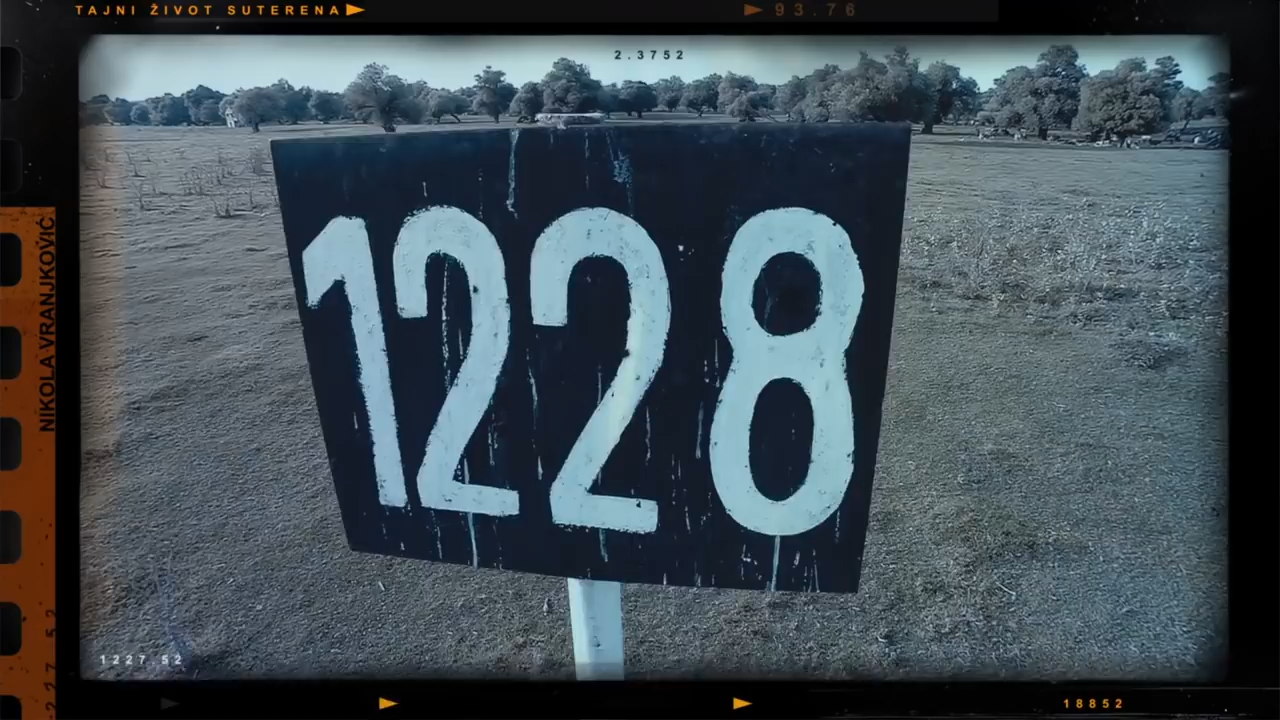 TAJNI ŽIVOT SUTERENA
93.76
2.3752
NIKOLA VRANJKOVIĆ
1228
1227.52
18852